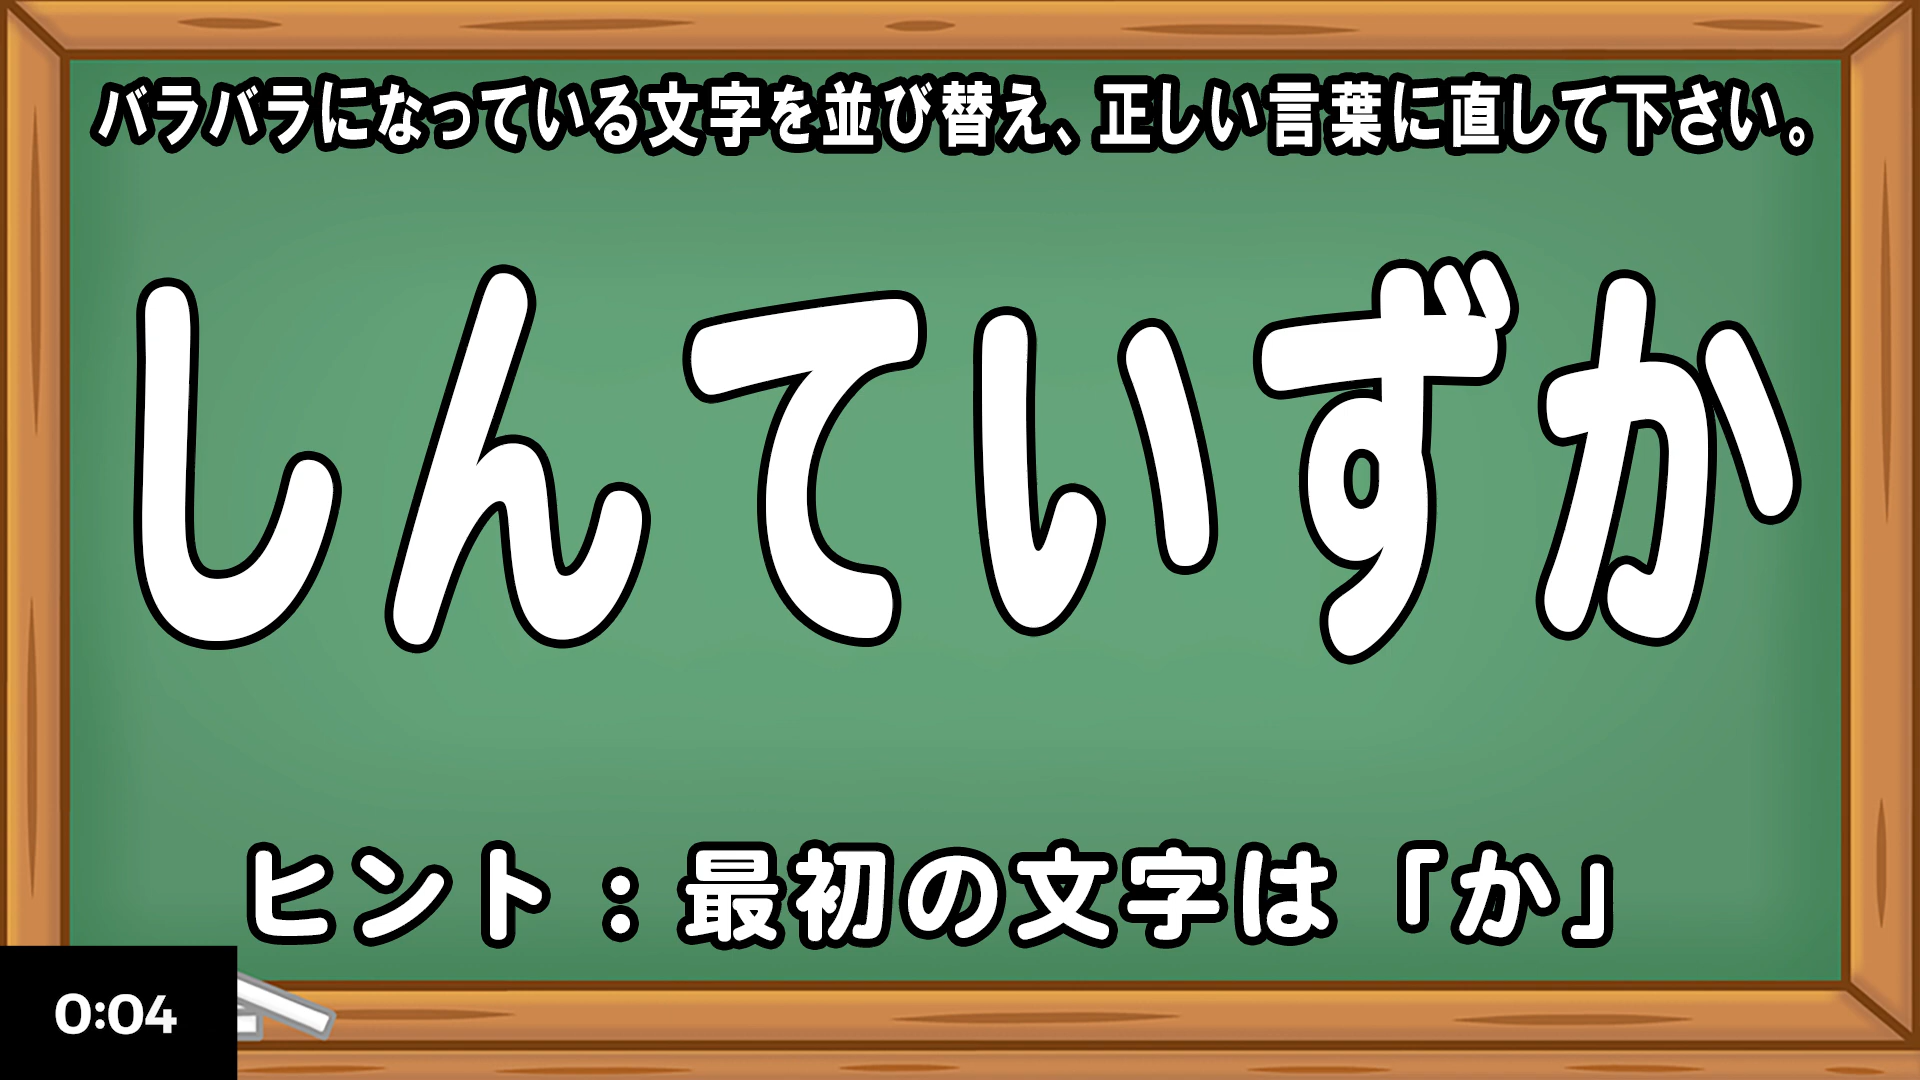 バラバラになっている文字を並び替え、正しい言葉に直して下さい。
しんていずか
ヒント：最初の文字は「か」
0:04